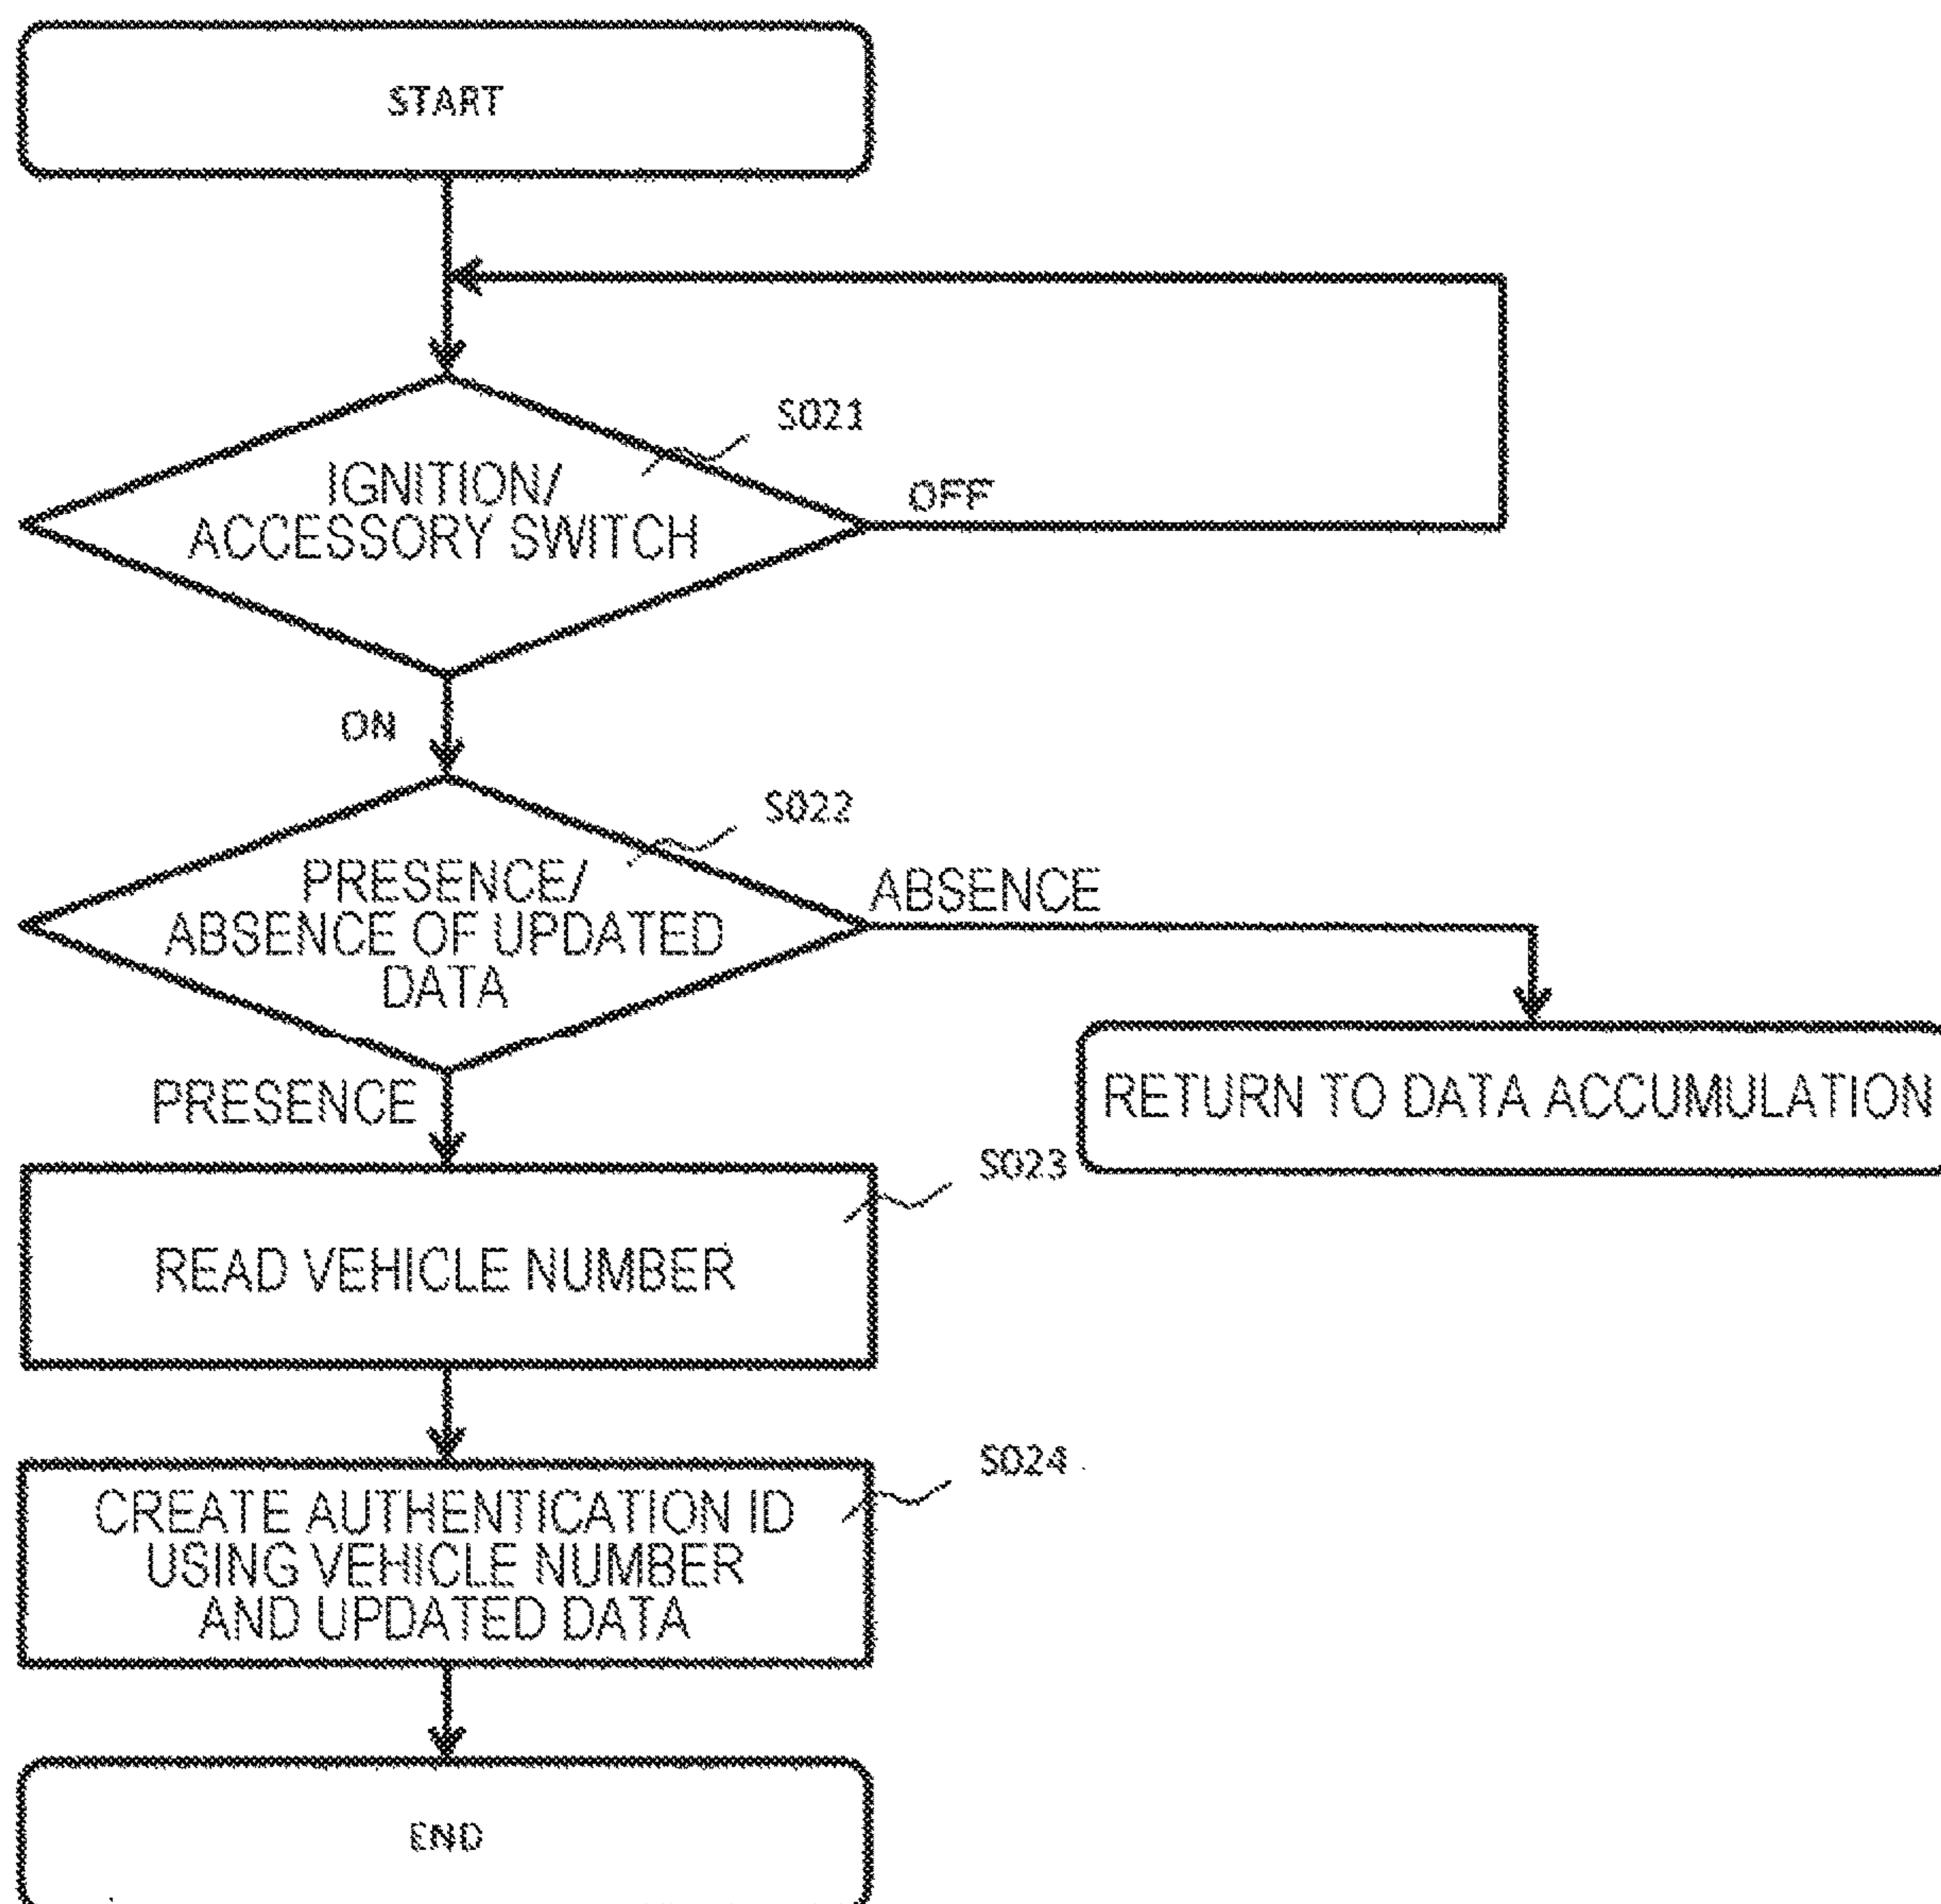 START
S021
IGNITION/
ACCESSORY SWITCH
OFF
ON
S022
PRESENCE/
ABSENCE OF UPDATED
DATA
ABSENCE
PRESENCE
RETURN TO DATA ACCUMULATION
S023
READ VEHICLE NUMBER
S024
CREATE AUTHENTICATION ID
USING VEHICLE NUMBER
AND UPDATED DATA
END